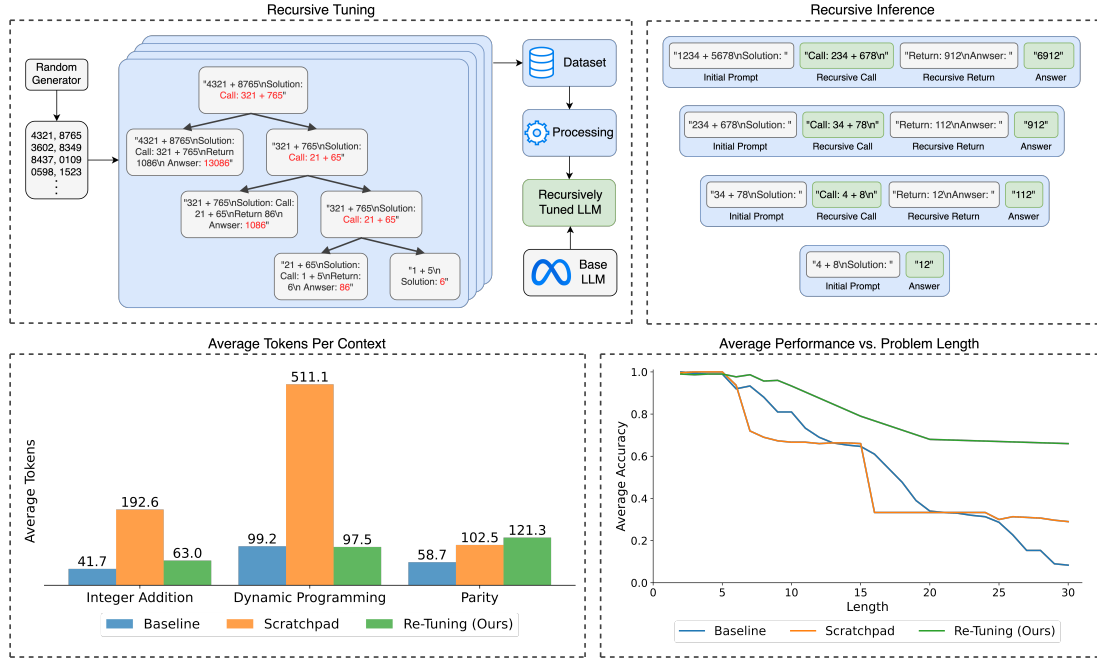 Recursive Tuning
Random
Generator
4321, 8765
3602, 8349
8437, 0109
0598, 1523
"4321 + 8765\nSolution:
Call: 321 + 765"
"4321 + 8765\nSolution:
Call: 321 + 765\nReturn
1086\n Anwser: 13086"
"321 + 765\nSolution:
Call: 21 + 65"
"321 + 765\nSolution: Call:
21 + 65\nReturn 86\n
Anwser: 1086"
"321 + 765\nSolution:
Call: 21 + 65"
"21 + 65\nSolution:
Call: 1 + 5\nReturn:
6\n Anwser: 86"
"1 + 5\n
Solution: 6"
Dataset
Processing
Recursively
Tuned LLM
Base
LLM
Recursive Inference
"1234 + 5678\nSolution: "
"Call: 234 + 678\n"
"Return: 912\nAnwser: "
"6912"
Initial Prompt
Recursive Call
Recursive Return
Answer
"234 + 678\nSolution: "
"Call: 34 + 78\n"
"Return: 112\nAnwser: "
"912"
Initial Prompt
Recursive Call
Recursive Return
Answer
"34 + 78\nSolution: "
"Call: 4 + 8\n"
"Return: 12\nAnswer: "
"112"
Initial Prompt
Recursive Call
Recursive Return
Answer
"4 + 8\nSolution: "
"12"
Initial Prompt
Answer
Average Tokens Per Context
Average Tokens
41.7
192.6
63.0
99.2
511.1
97.5
58.7
102.5
121.3
Integer Addition
Dynamic Programming
Parity
Baseline
Scratchpad
Re-Tuning (Ours)
Average Performance vs. Problem Length
Average Accuracy
1.0
0.8
0.6
0.4
0.2
0.0
0
5
10
15
20
25
30
Length
Baseline
Scratchpad
Re-Tuning (Ours)